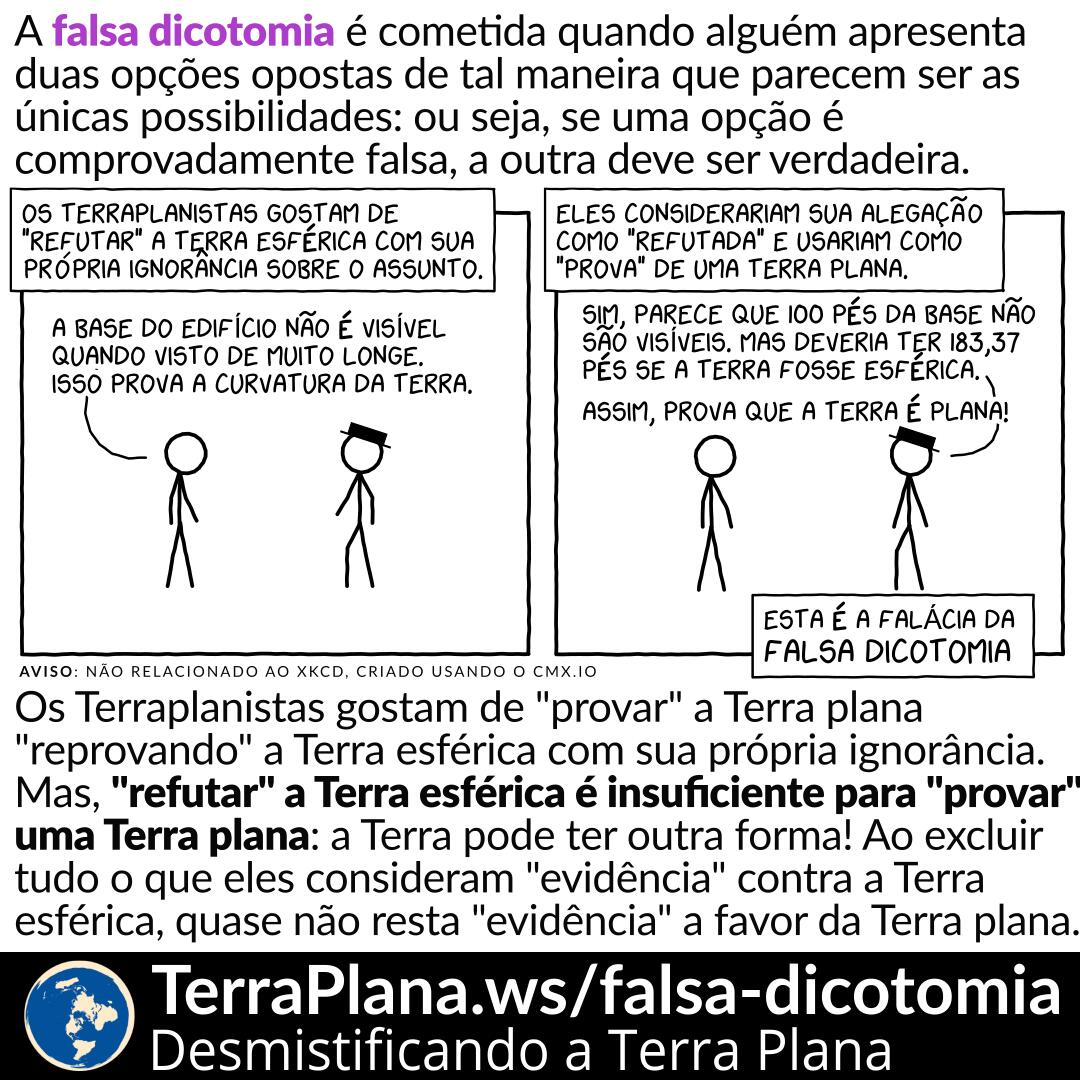 A falsa dicotomia é cometida quando alguém apresenta
duas opções opostas de tal maneira que parecem ser as
únicas possibilidades: ou seja, se uma opção é
comprovadamente falsa, a outra deve ser verdadeira.
OS TERRAPLANISTAS GOSTAM DE
"REFUTAR" A TERRA ESFÉRICA COM SUA
PRÓPRIA IGNORÂNCIA SOBRE O ASSUNTO.
A BASE DO EDIFÍCIO NÃO É VISÍVEL
QUANDO VISTO DE MUITO LONGE.
ISSO PROVA A CURVATURA DA TERRA.
ELES CONSIDERARIAM SUA ALEGAÇÃO
COMO "REFUTADA" E USARIAM COMO
"PROVA" DE UMA TERRA PLANA.
SIM, PARECE QUE 100 PÉS DA BASE NÃO
SÃO VISÍVEIS. MAS DEVERIA TER 183,37
PÉS SE A TERRA FOSSE ESFÉRICA.
ASSIM, PROVA QUE A TERRA É PLANA!
ESTA É A FALÁCIA DA
FALSA DICOTOMIA
AVISO: NÃO RELACIONADO AO XKCD, CRIADO USANDO O CMX.IO
Os Terraplanistas gostam de "provar" a Terra plana
"reprovando" a Terra esférica com sua própria ignorância.
Mas, "refutar" a Terra esférica é insuficiente para "provar"
uma Terra plana: a Terra pode ter outra forma! Ao excluir
tudo o que eles consideram "evidência" contra a Terra
esférica, quase não resta "evidência" a favor da Terra plana.
TerraPlana.ws/falsa-dicotomia
Desmistificando a Terra Plana